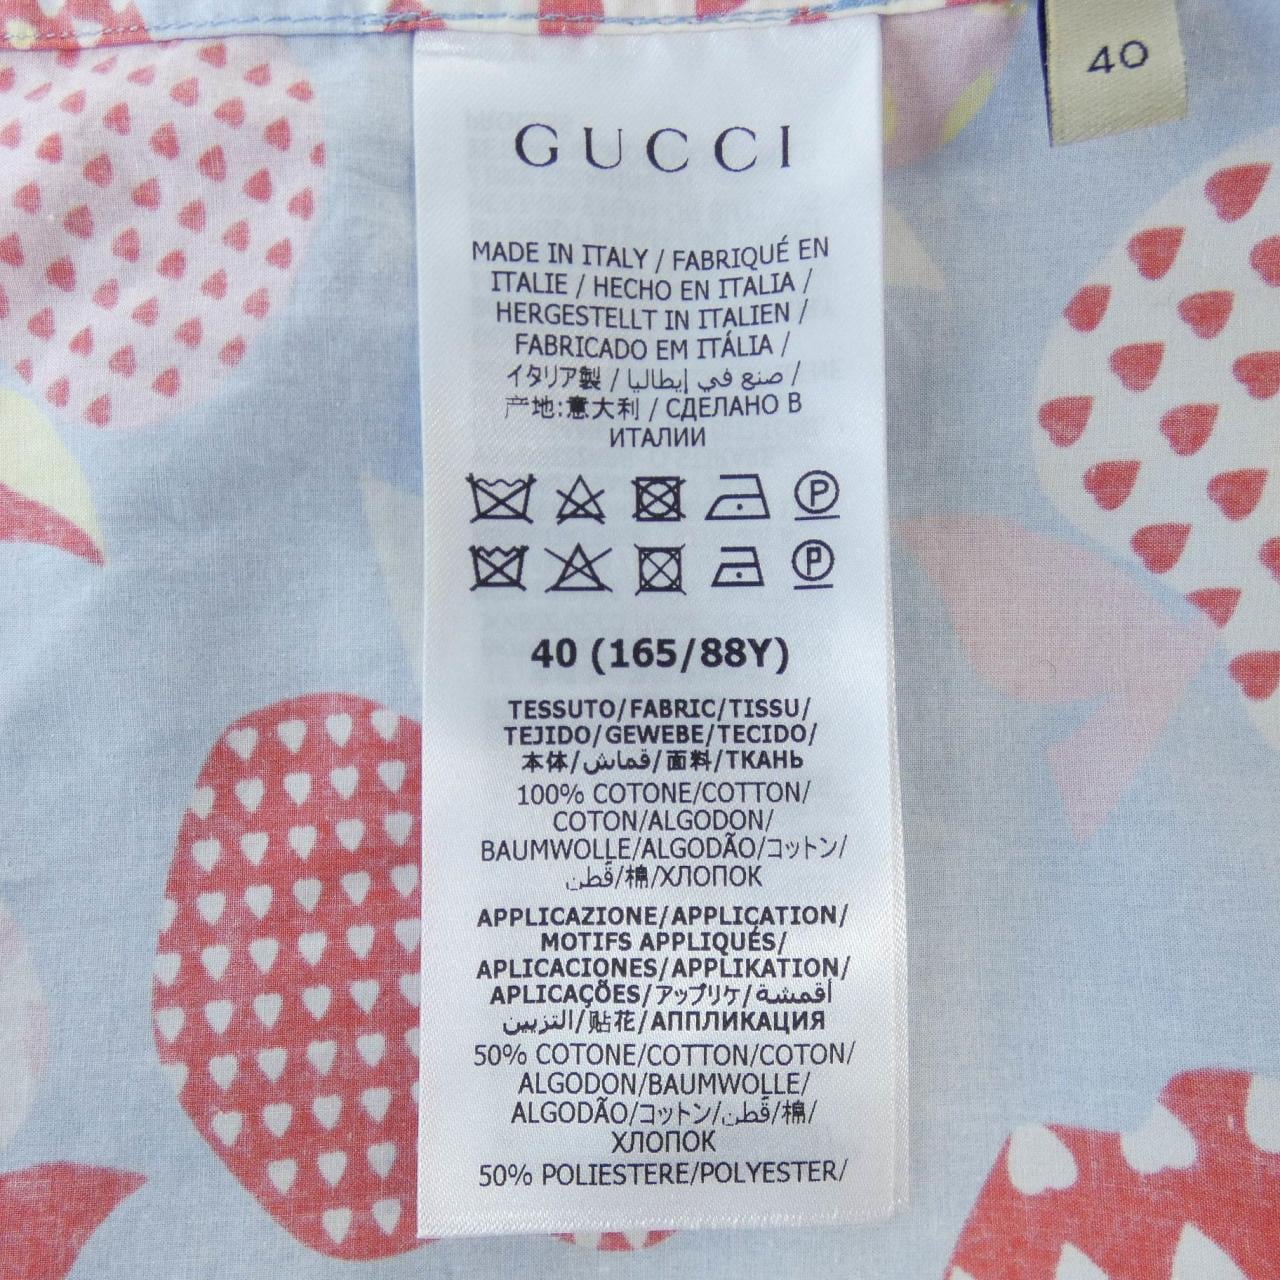 40
GUCCI
MADE IN ITALY / FABRIQUÉ EN
ITALIE / HECHO EN ITALIA /
HERGESTELLT IN ITALIEN /
FABRICADO EM ITÁLIA /
イタリア製 / صنع في إيطاليا /
产地:意大利 / СДЕЛАНО В
ИТАЛИИ
P
P
40 (165/88Y)
TESSUTO/FABRIC/TISSU/
TEJIDO/GEWEBE/TECIDO/
本体/قماش/面料/ТКАНЬ
100% COTONE/COTTON/
COTON/ALGODON/
BAUMWOLLE/ALGODÃO/コットン/
قطن/棉/ХЛОПОК
APPLICAZIONE/APPLICATION/
MOTIFS APPLIQUÉS/
APLICACIONES/APPLIKATION/
APLICAÇÕES/アップリケ/أقمشة
التزيين/贴花/АППЛИКАЦИЯ
50% COTONE/COTTON/COTON/
ALGODON/BAUMWOLLE/
ALGODÃO/コットン/قطن/棉/
ХЛОПОК
50% POLIESTERE/POLYESTER/